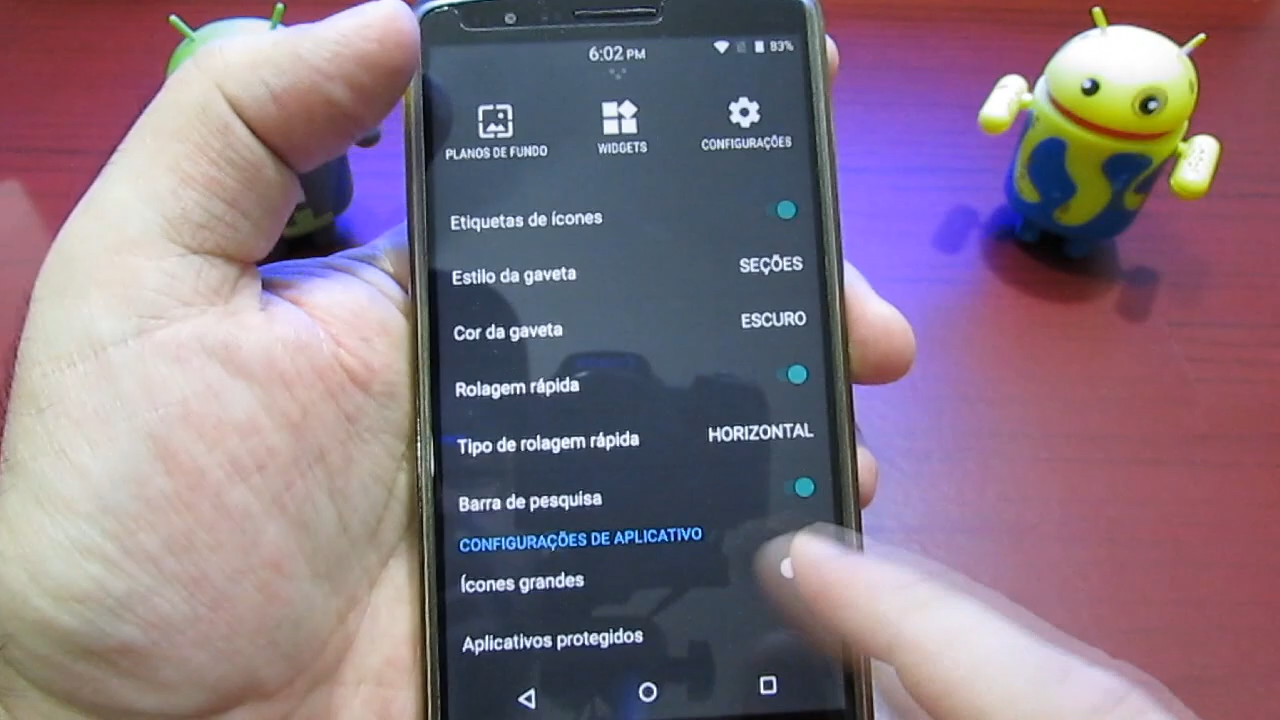 6:02 PM 83%
PLANOS DE FUNDO WIDGETS CONFIGURAÇÕES
Etiquetas de ícones
Estilo da gaveta SEÇÕES
Cor da gaveta ESCURO
Rolagem rápida
Tipo de rolagem rápida HORIZONTAL
Barra de pesquisa
CONFIGURAÇÕES DE APLICATIVO
Ícones grandes
Aplicativos protegidos